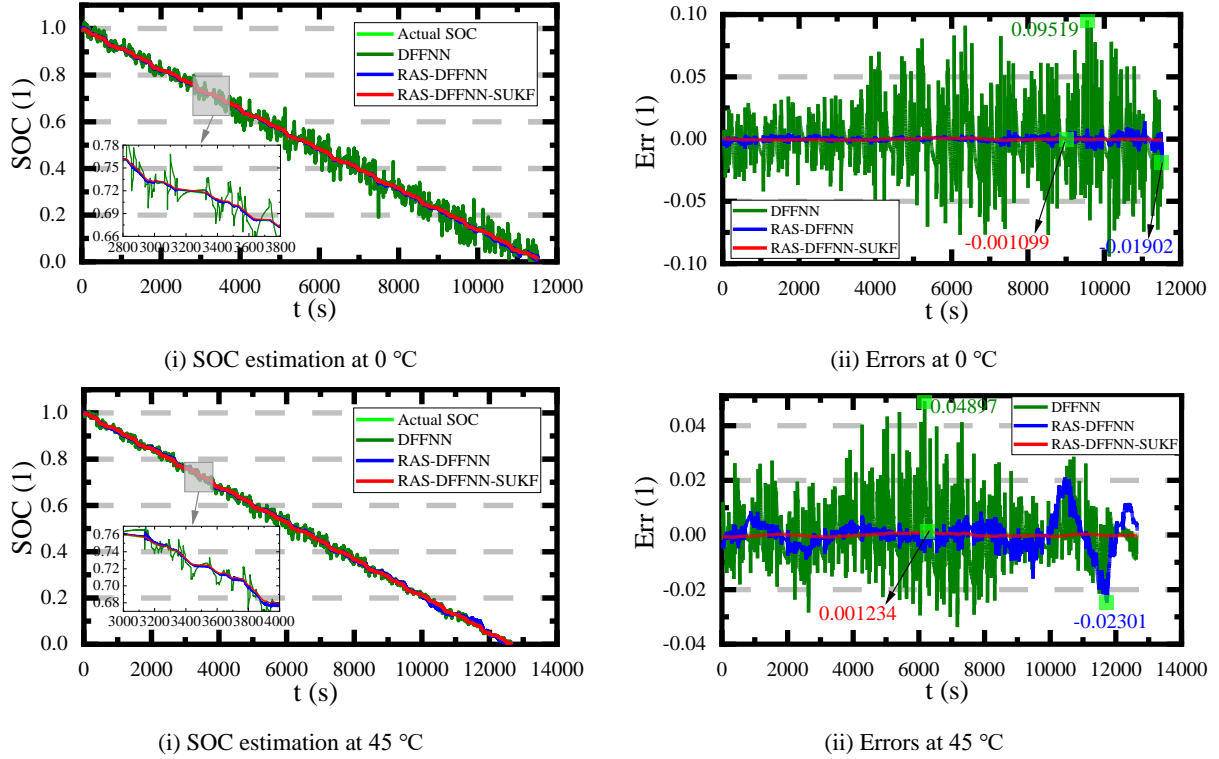 1.0
0.8
0.6
0.4
0.2
0.0
SOC (1)
Actual SOC
DFFNN
RAS-DFFNN
RAS-DFFNN-SUKF
0.78
0.75
0.72
0.69
0.66
2800 3000 3200 3400 3600 3800
0 2000 4000 6000 8000 10000 12000
t (s)
(i) SOC estimation at 0 ℃
0.10
0.05
0.00
-0.05
-0.10
Err (1)
0.09519
-0.001099
-0.01902
DFFNN
RAS-DFFNN
RAS-DFFNN-SUKF
0 2000 4000 6000 8000 10000 12000
t (s)
(ii) Errors at 0 ℃
1.0
0.8
0.6
0.4
0.2
0.0
SOC (1)
Actual SOC
DFFNN
RAS-DFFNN
RAS-DFFNN-SUKF
0.76
0.74
0.72
0.70
0.68
3000 3200 3400 3600 3800 4000
0 2000 4000 6000 8000 10000 12000 14000
t (s)
(i) SOC estimation at 45 ℃
0.04
0.02
0.00
-0.02
-0.04
Err (1)
0.04897
DFFNN
RAS-DFFNN
RAS-DFFNN-SUKF
0.001234
-0.02301
0 2000 4000 6000 8000 10000 12000 14000
t (s)
(ii) Errors at 45 ℃